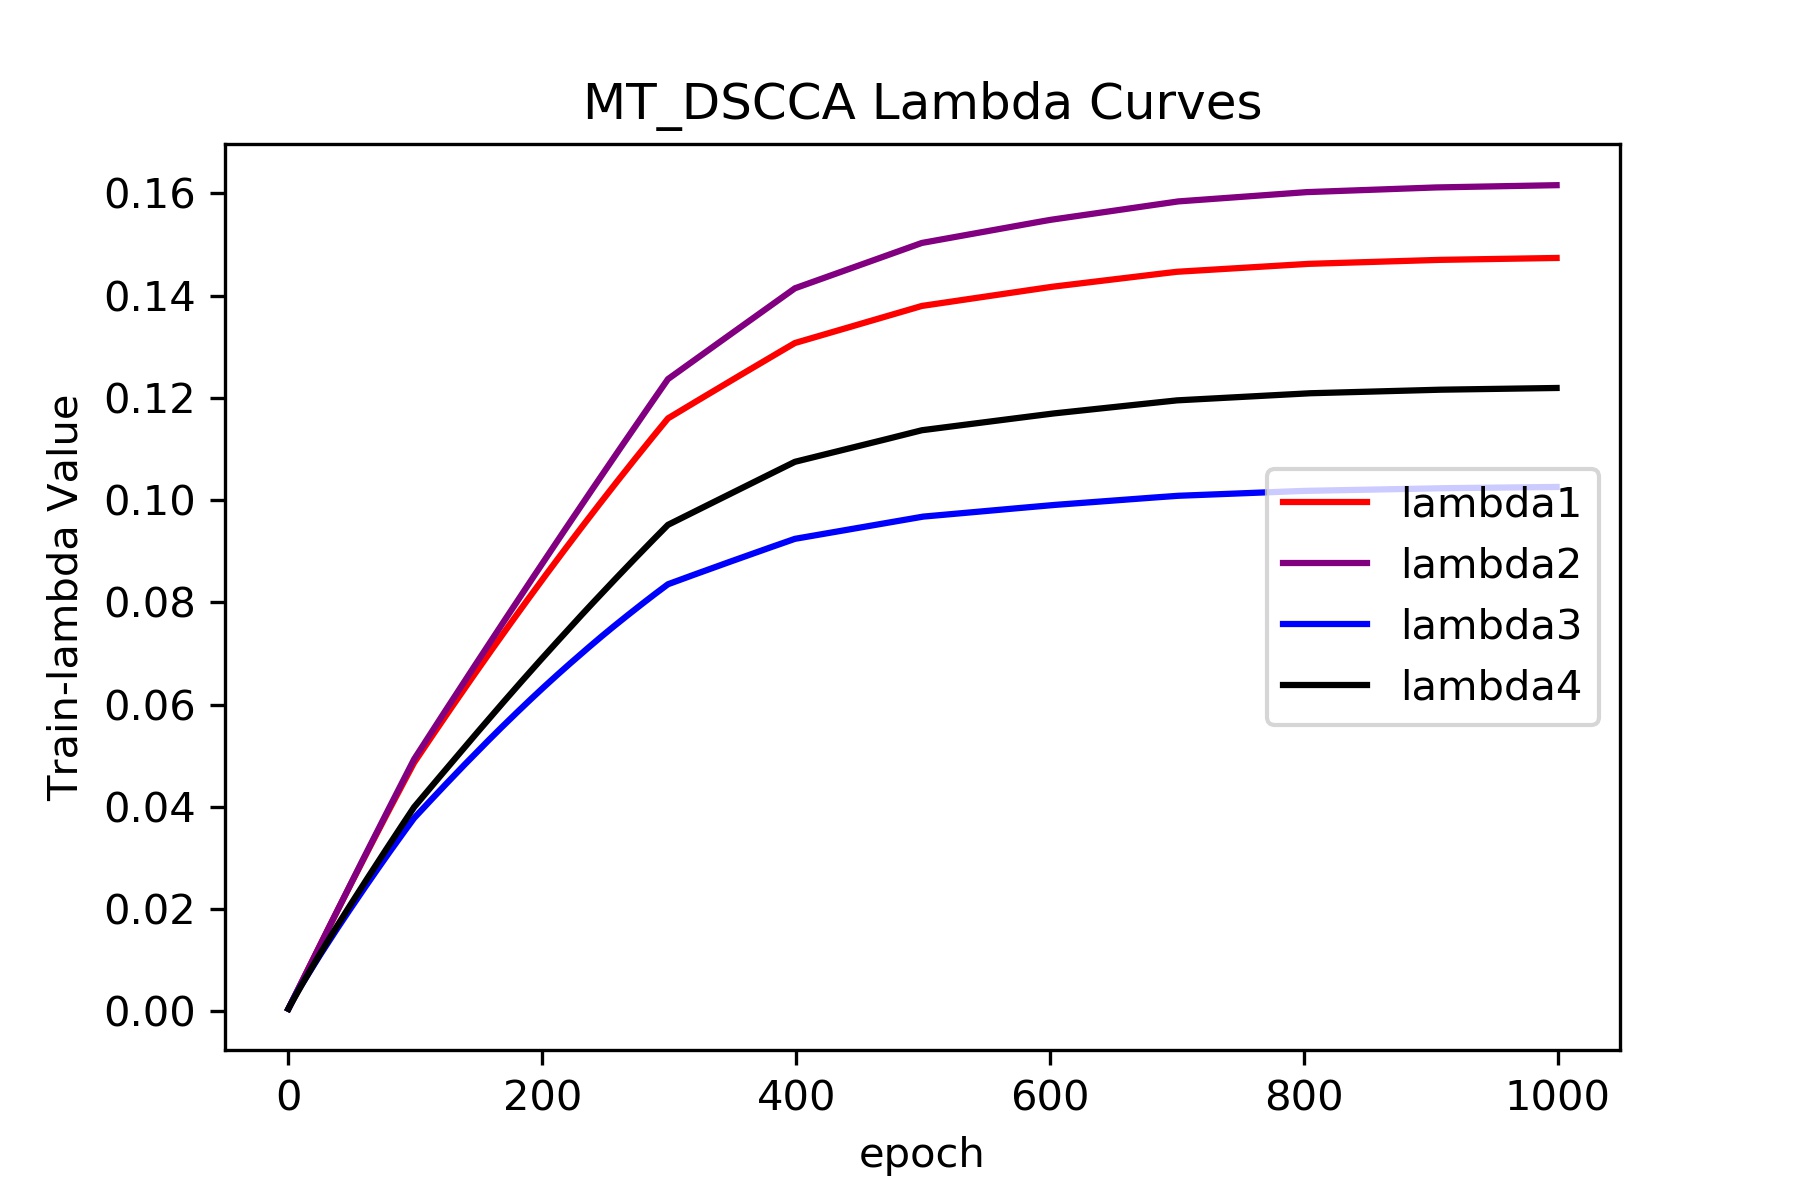 MT_DSCCA Lambda Curves
Train-lambda Value
0.16
0.14
0.12
0.10
0.08
0.06
0.04
0.02
0.00
lambda1
lambda2
lambda3
lambda4
0 200 400 600 800 1000
epoch